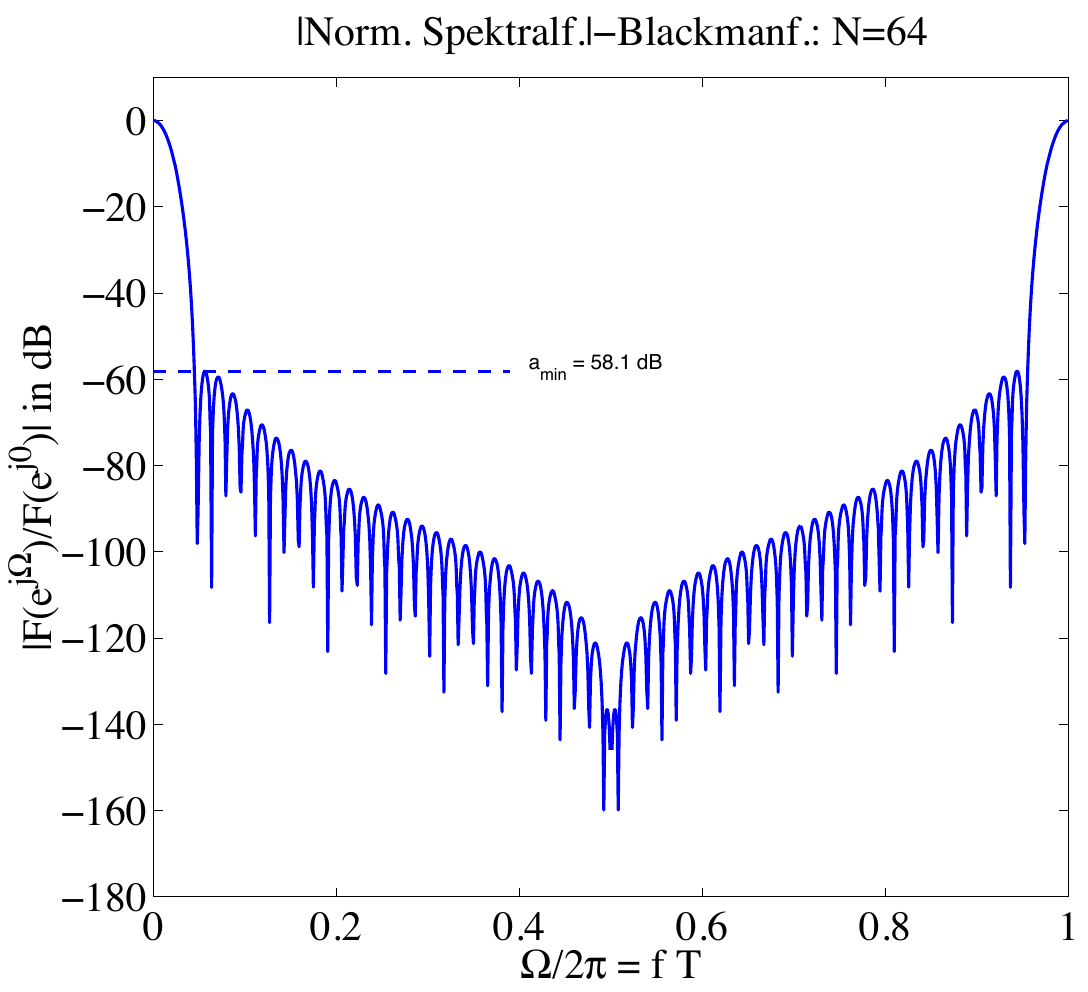 |Norm. Spektralf.|−Blackmanf.: N=64
|F(e^jΩ)/F(e^j0)| in dB
0
−20
−40
−60
−80
−100
−120
−140
−160
−180
a_min = 58.1 dB
0 0.2 0.4 0.6 0.8 1
Ω/2π = f T